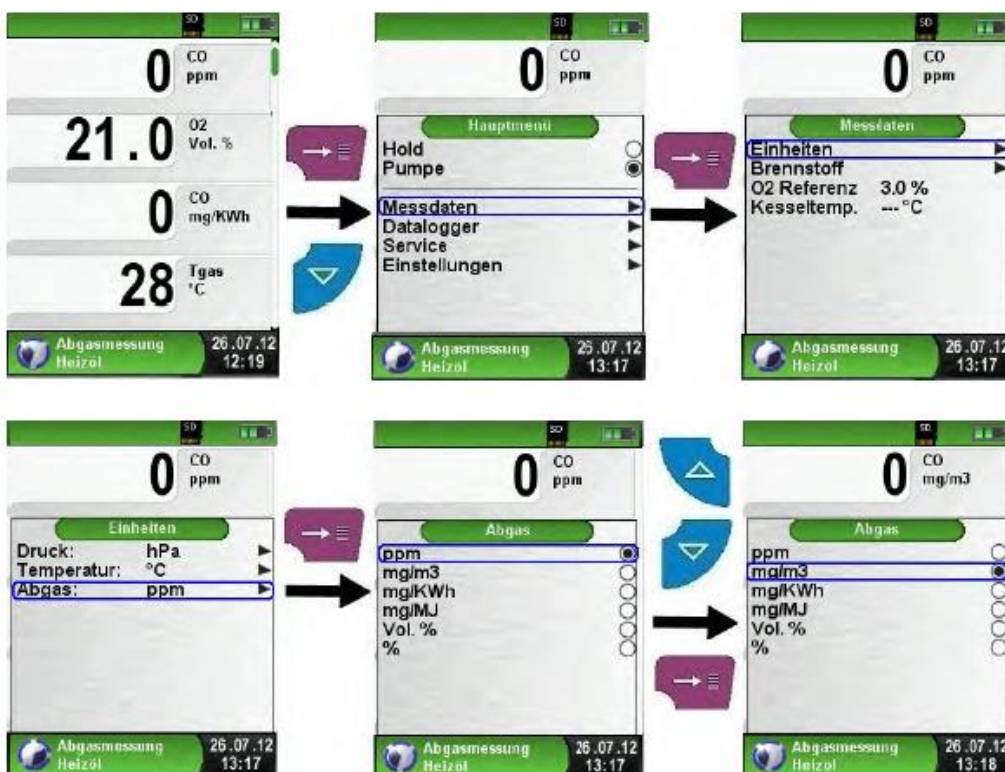 SD
0 CO ppm
21.0 O2 Vol. %
0 CO mg/KWh
28 Tgas °C
Abgasmessung 26.07.12
Heizöl 12:19
SD
0 CO ppm
Hauptmenü
Hold
Pumpe
Messdaten
Datalogger
Service
Einstellungen
Abgasmessung 26.07.12
Heizöl 13:17
SD
0 CO ppm
Messdaten
Einheiten
Brennstoff
O2 Referenz 3.0 %
Kesseltemp. --- °C
Abgasmessung 26.07.12
Heizöl 13:17
SD
0 CO ppm
Einheiten
Druck: hPa
Temperatur: °C
Abgas: ppm
Abgasmessung 26.07.12
Heizöl 13:17
SD
0 CO ppm
Abgas
ppm
mg/m3
mg/KWh
mg/MJ
Vol. %
%
Abgasmessung 26.07.12
Heizöl 13:17
SD
0 CO mg/m3
Abgas
ppm
mg/m3
mg/KWh
mg/MJ
Vol. %
%
Abgasmessung 26.07.12
Heizöl 13:18